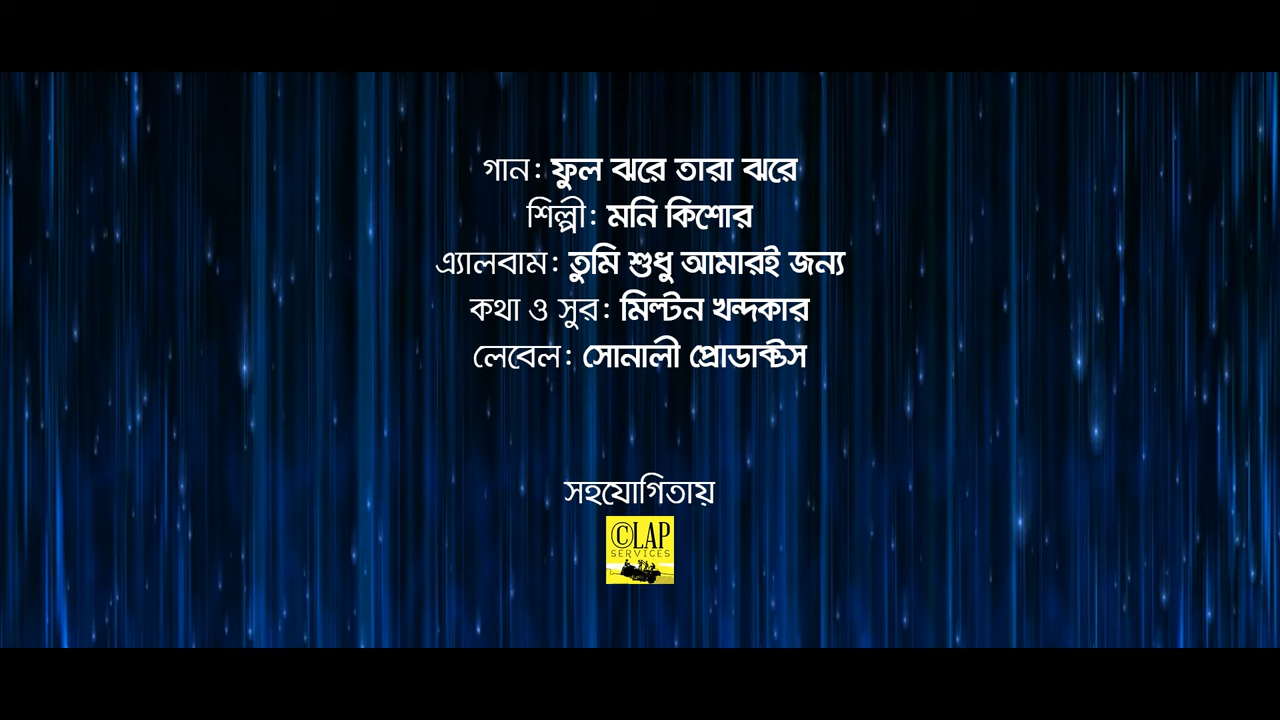 গান: ফুল ঝরে তারা ঝরে
শিল্পী: মনি কিশোর
এ্যালবাম: তুমি শুধু আমারই জন্য
কথা ও সুর: মিল্টন খন্দকার
লেবেল: সোনালী প্রোডাক্টস
সহযোগিতায়
©LAP
SERVICES